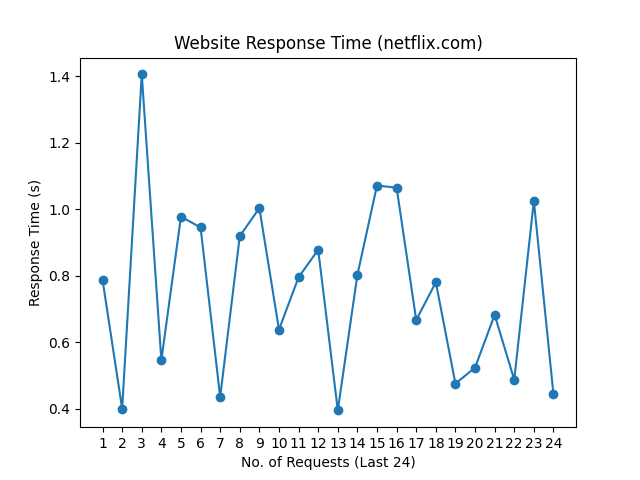 Website Response Time (netflix.com)
Response Time (s)
1.4
1.2
1.0
0.8
0.6
0.4
1 2 3 4 5 6 7 8 9 10 11 12 13 14 15 16 17 18 19 20 21 22 23 24
No. of Requests (Last 24)